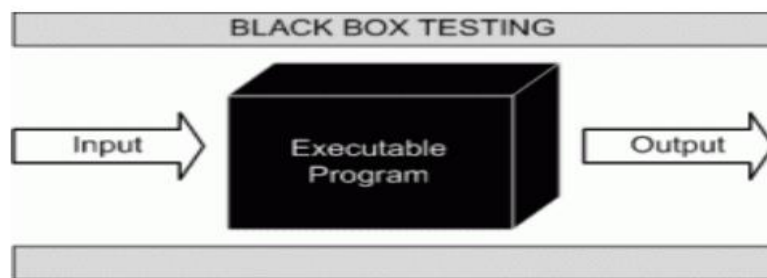 BLACK BOX TESTING
Input
Executable
Program
Output